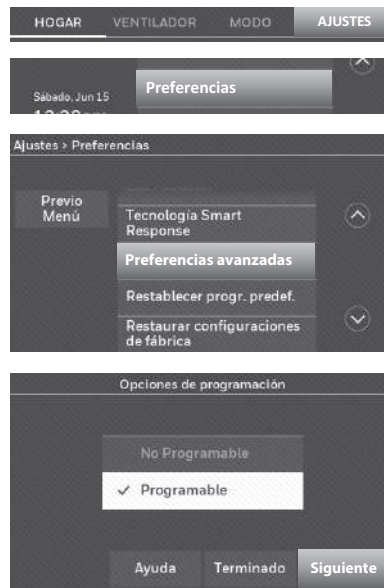 HOGAR VENTILADOR MODO AJUSTES
Preferencias
Sábado, Jun 15
Ajustes > Preferencias
Previo
Menú
Tecnología Smart
Response
Preferencias avanzadas
Restablecer progr. predef.
Restaurar configuraciones
de fábrica
Opciones de programación
No Programable
✓ Programable
Ayuda Terminado Siguiente